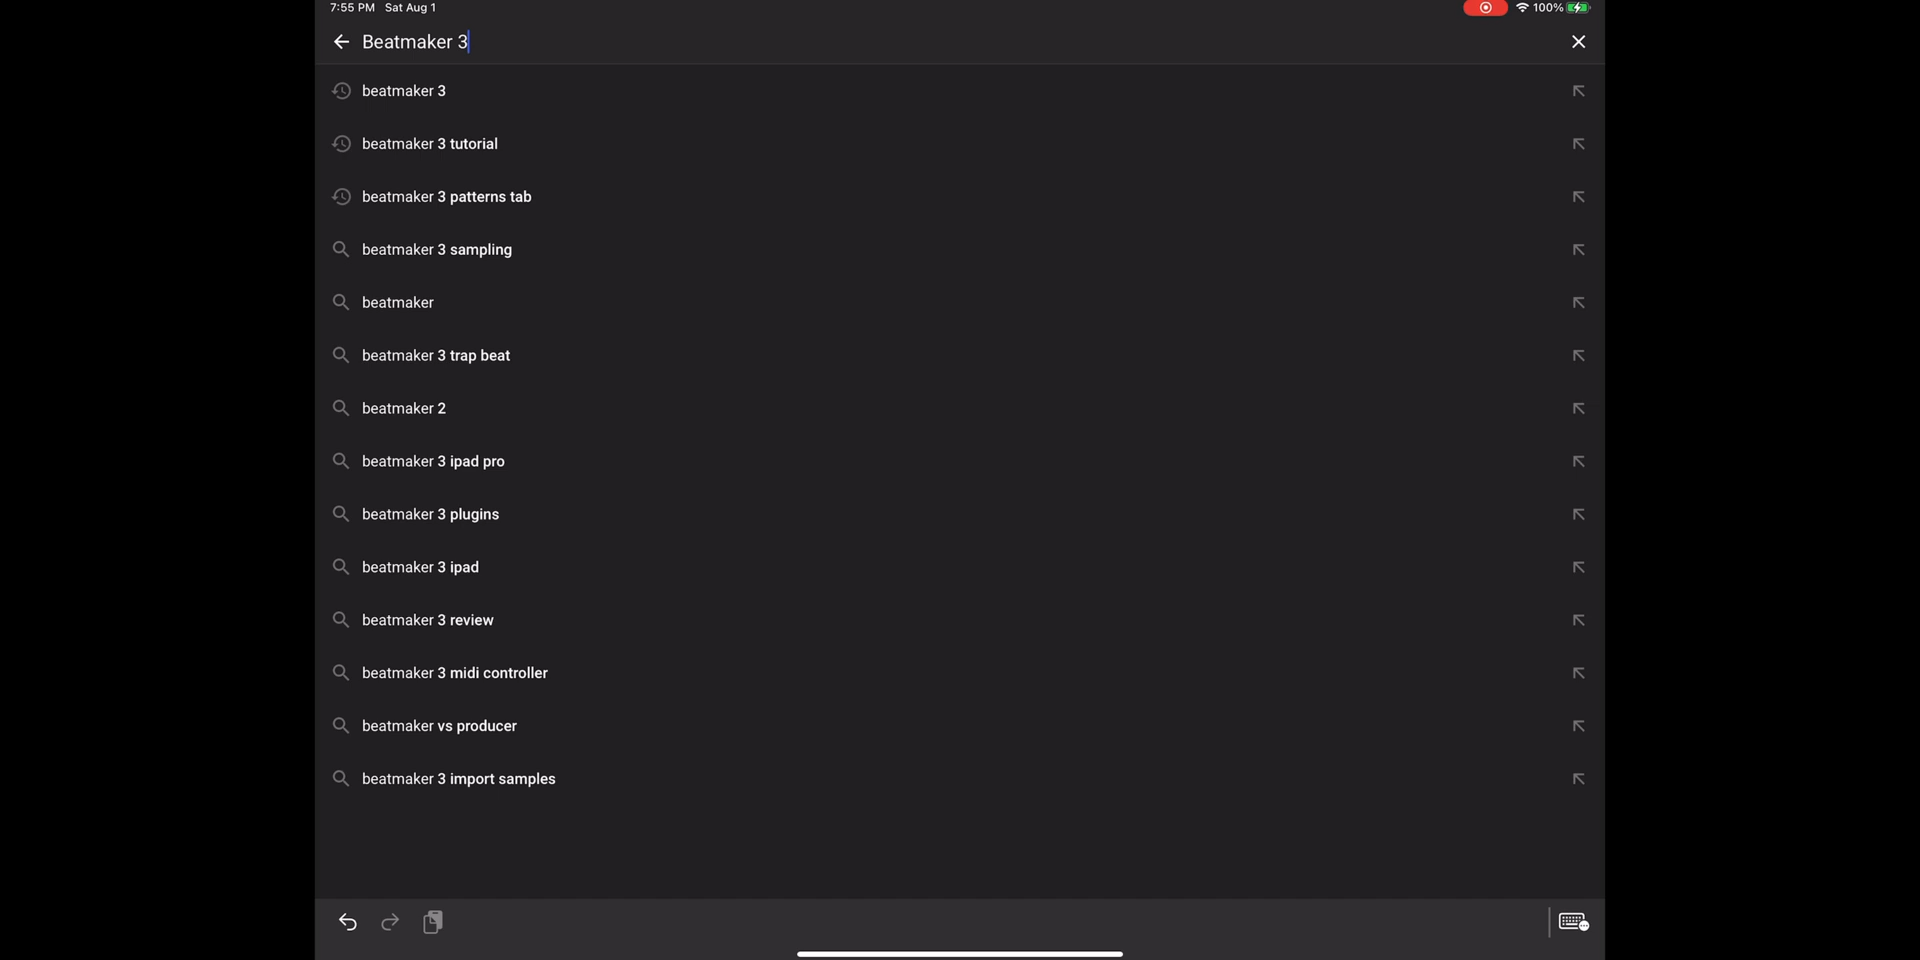 7:55 PM Sat Aug 1 100%
Beatmaker 3
beatmaker 3
beatmaker 3 tutorial
beatmaker 3 patterns tab
beatmaker 3 sampling
beatmaker
beatmaker 3 trap beat
beatmaker 2
beatmaker 3 ipad pro
beatmaker 3 plugins
beatmaker 3 ipad
beatmaker 3 review
beatmaker 3 midi controller
beatmaker vs producer
beatmaker 3 import samples